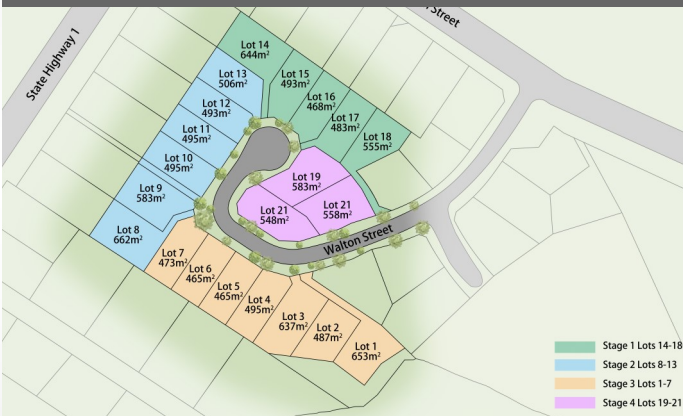 Street
State Highway 1
Lot 14
644m²
Lot 15
493m²
Lot 13
506m²
Lot 16
468m²
Lot 12
493m²
Lot 17
483m²
Lot 11
495m²
Lot 18
555m²
Lot 10
495m²
Lot 19
583m²
Lot 9
583m²
Lot 21
558m²
Lot 21
548m²
Lot 8
662m²
Walton Street
Lot 7
473m²
Lot 6
465m²
Lot 5
465m²
Lot 4
495m²
Lot 3
637m²
Lot 2
487m²
Lot 1
653m²
Stage 1 Lots 14-18
Stage 2 Lots 8-13
Stage 3 Lots 1-7
Stage 4 Lots 19-21